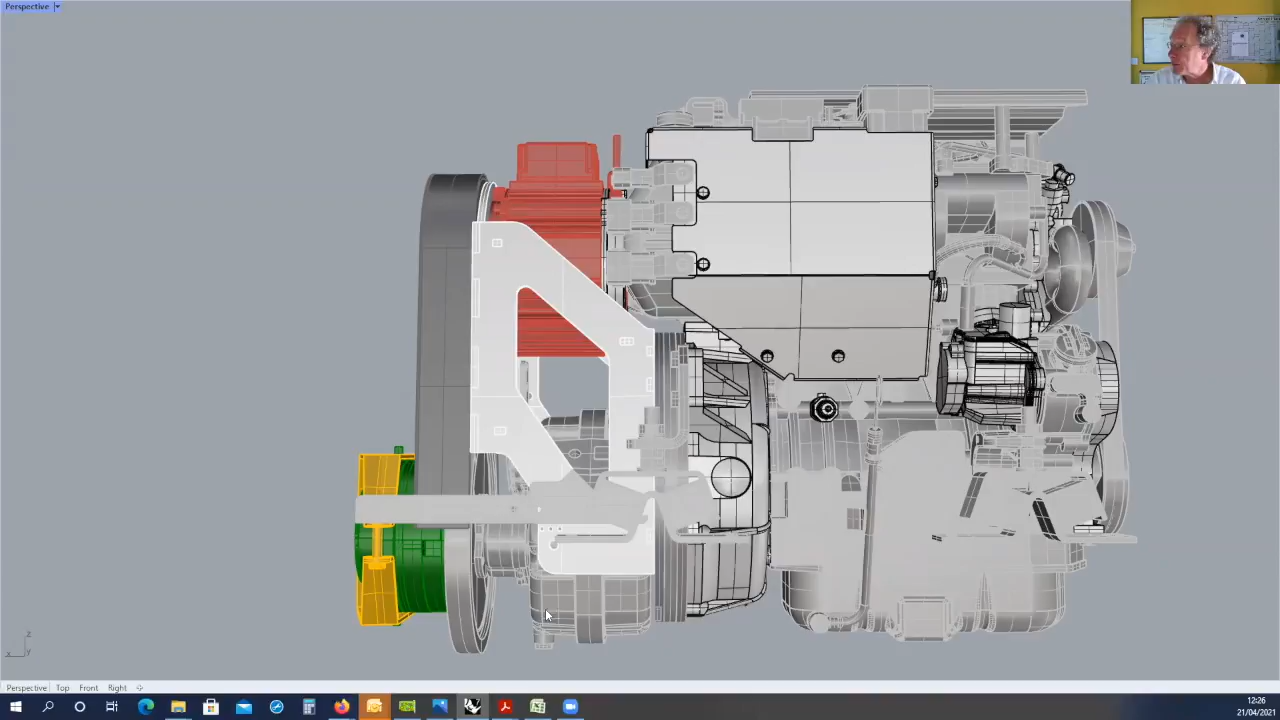 Perspective
z
x
y
Perspective Top Front Right
12:26
21/04/2021